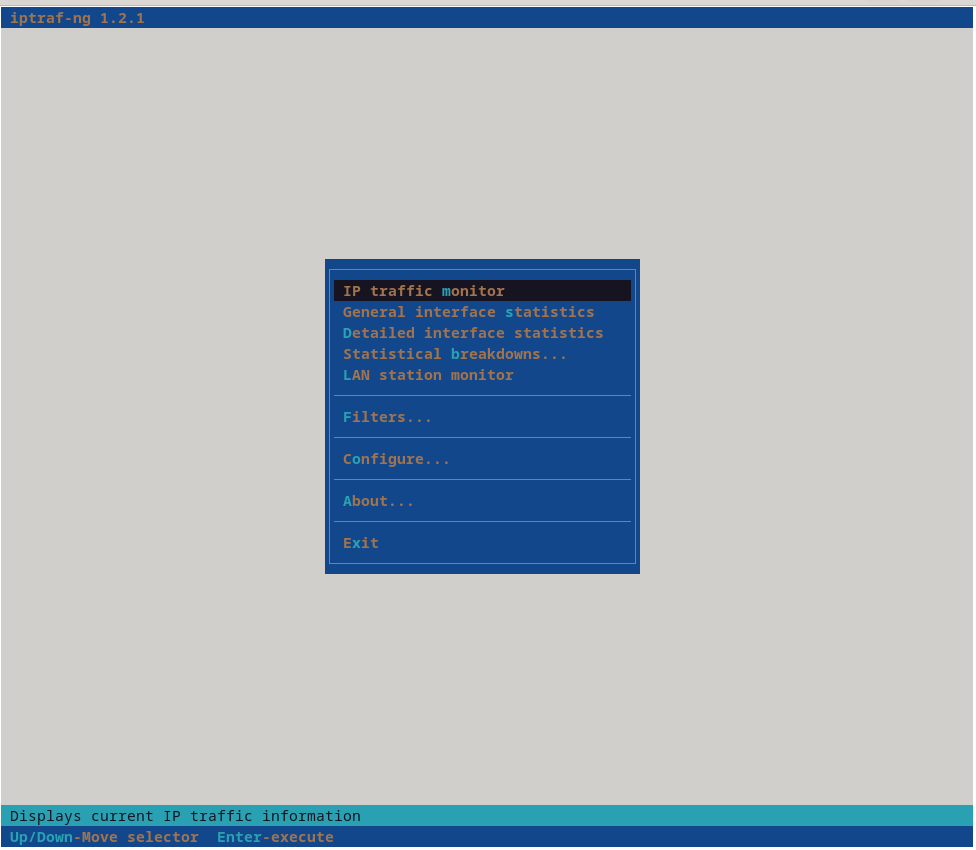 iptraf-ng 1.2.1
IP traffic monitor
General interface statistics
Detailed interface statistics
Statistical breakdowns...
LAN station monitor
Filters...
Configure...
About...
Exit
Displays current IP traffic information
Up/Down-Move selector  Enter-execute